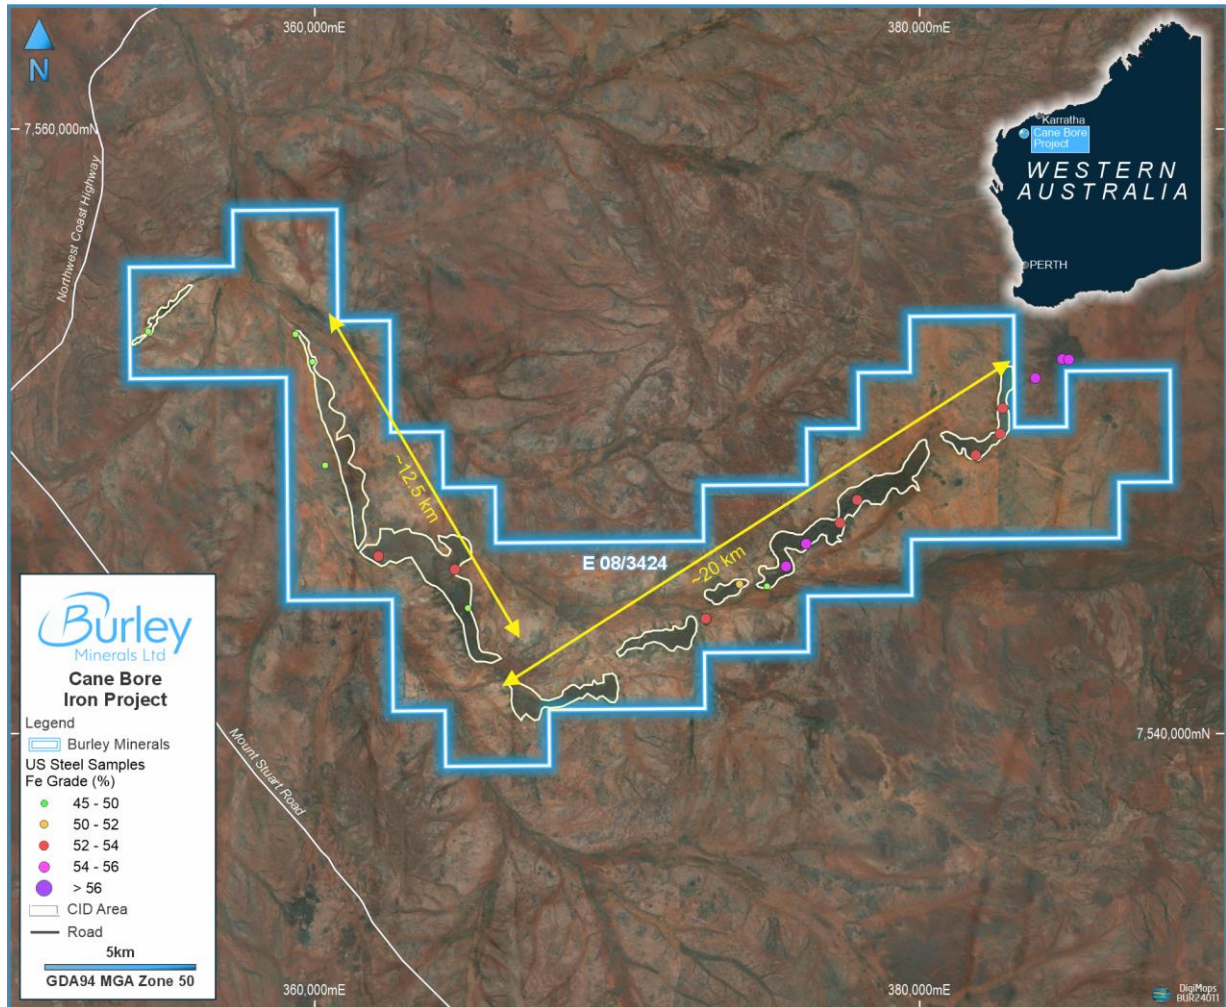 360,000mE
380,000mE
N
7,560,000mN
Northwest Coast Highway
Karratha
Cane Bore
Project
WESTERN
AUSTRALIA
PERTH
~12.5 km
~20 km
E 08/3424
7,540,000mN
Mount Stuart Road
Burley
Minerals Ltd
Cane Bore
Iron Project
Legend
Burley Minerals
US Steel Samples
Fe Grade (%)
45 - 50
50 - 52
52 - 54
54 - 56
> 56
CID Area
Road
5km
GDA94 MGA Zone 50
360,000mE
380,000mE
DigiMaps